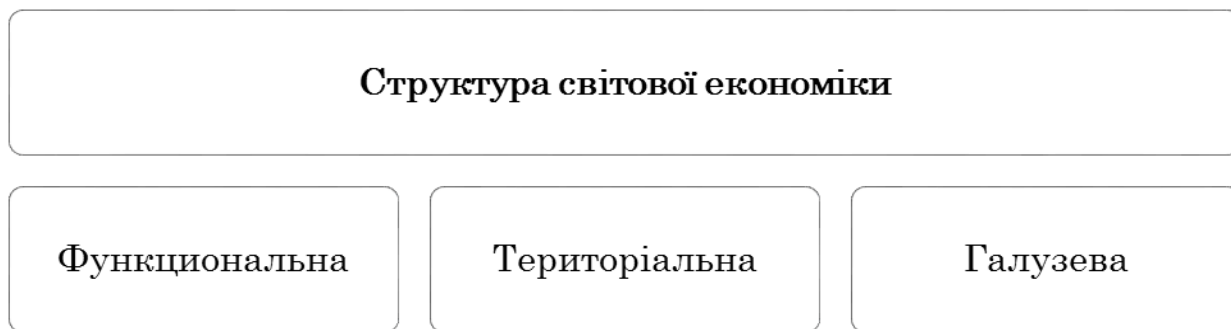 Структура світової економіки
Функциональна
Територіальна
Галузева